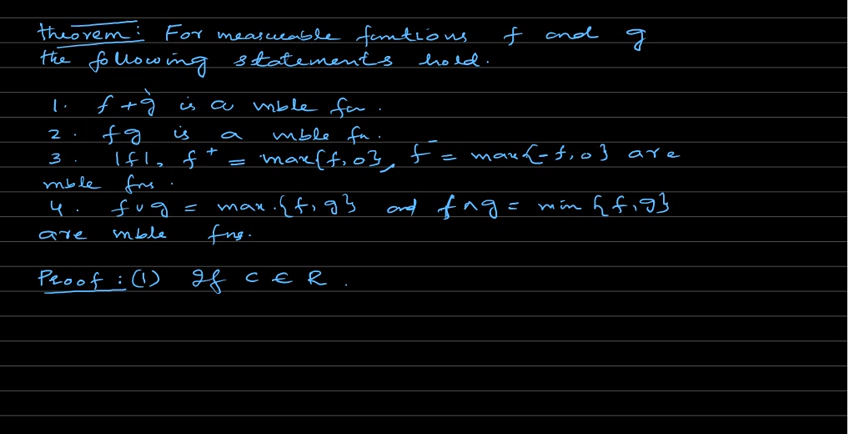 Theorem: For measurable funtions f and g
the following statements hold.
1. f + g is a mble fn.
2. fg is a mble fn.
3. |f|, f⁺ = max{f, 0}, f⁻ = max{-f, 0} are
mble fns.
4. f ∨ g = max.{f, g} and f ∧ g = min {f, g}
are mble fns.
Proof: (1) If c ∈ R.